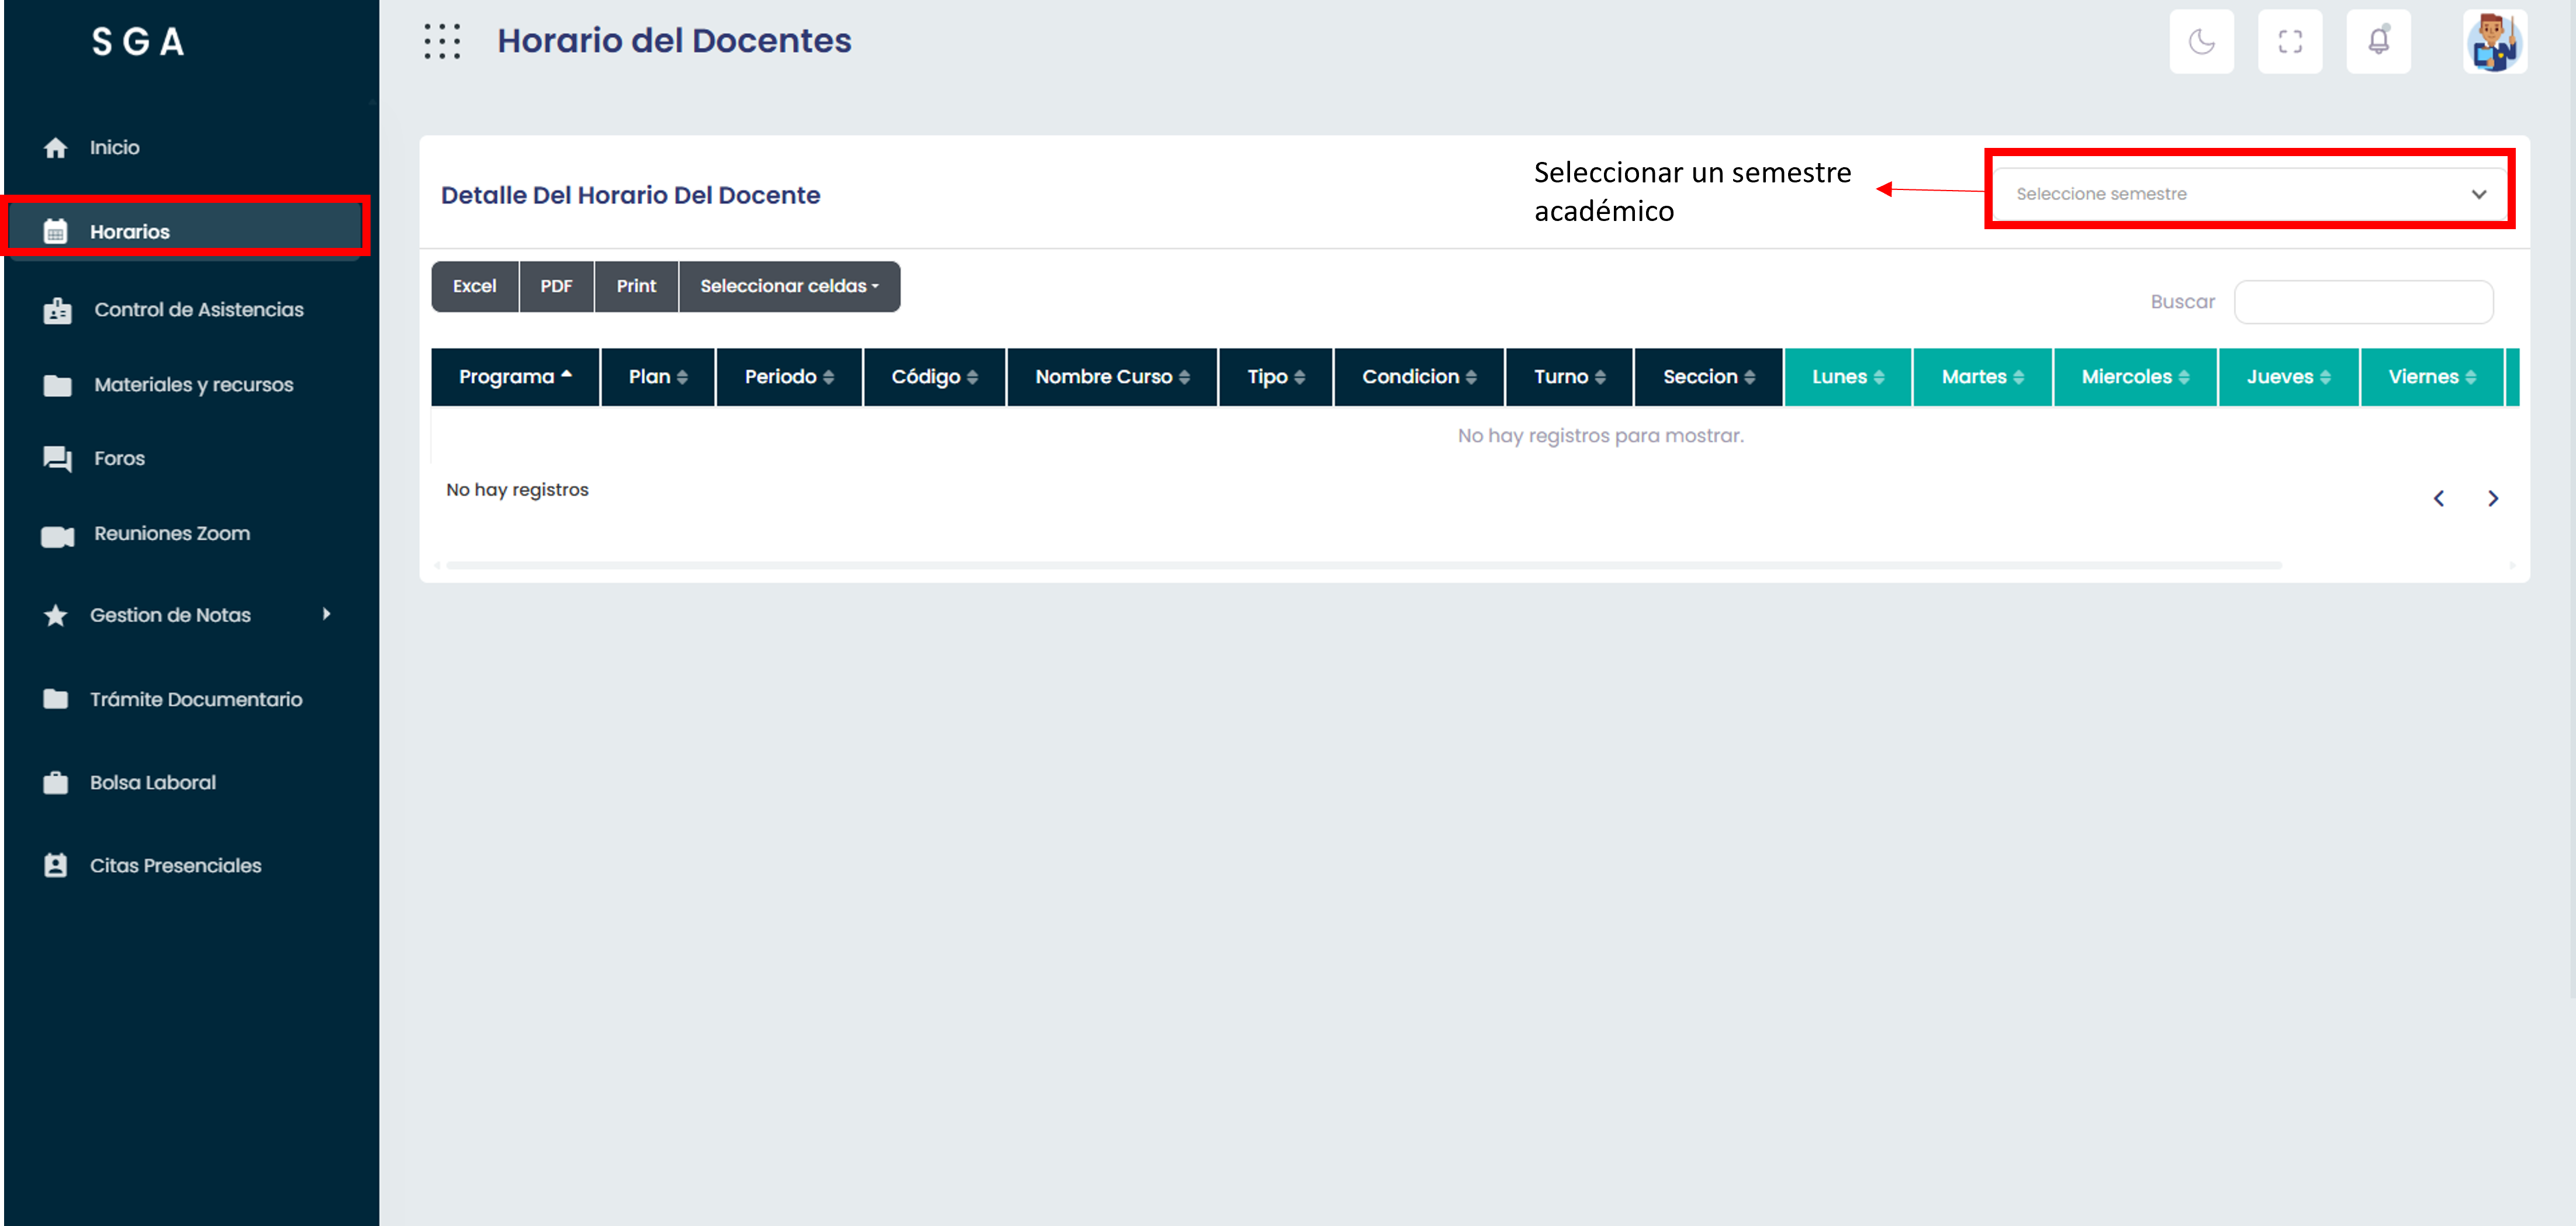 SGA
Horario del Docentes
Inicio
Horarios
Control de Asistencias
Materiales y recursos
Foros
Reuniones Zoom
Gestion de Notas
Trámite Documentario
Bolsa Laboral
Citas Presenciales
Detalle Del Horario Del Docente
Seleccionar un semestre
académico
Seleccione semestre
Excel PDF Print Seleccionar celdas
Buscar
Programa Plan Periodo Código Nombre Curso Tipo Condicion Turno Seccion Lunes Martes Miercoles Jueves Viernes
No hay registros para mostrar.
No hay registros